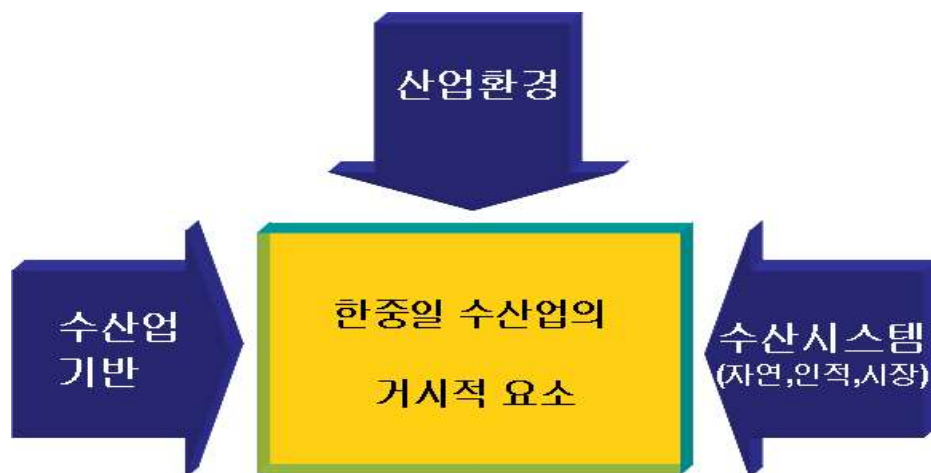 산업환경
수산업
기반
한중일 수산업의
거시적 요소
수산시스템
(자연,인적,시장)